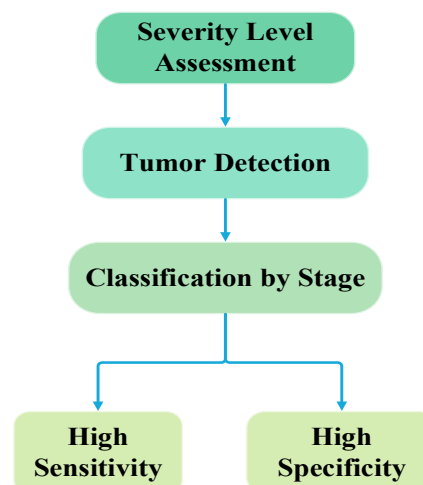 Severity Level
Assessment
Tumor Detection
Classification by Stage
High
Sensitivity
High
Specificity